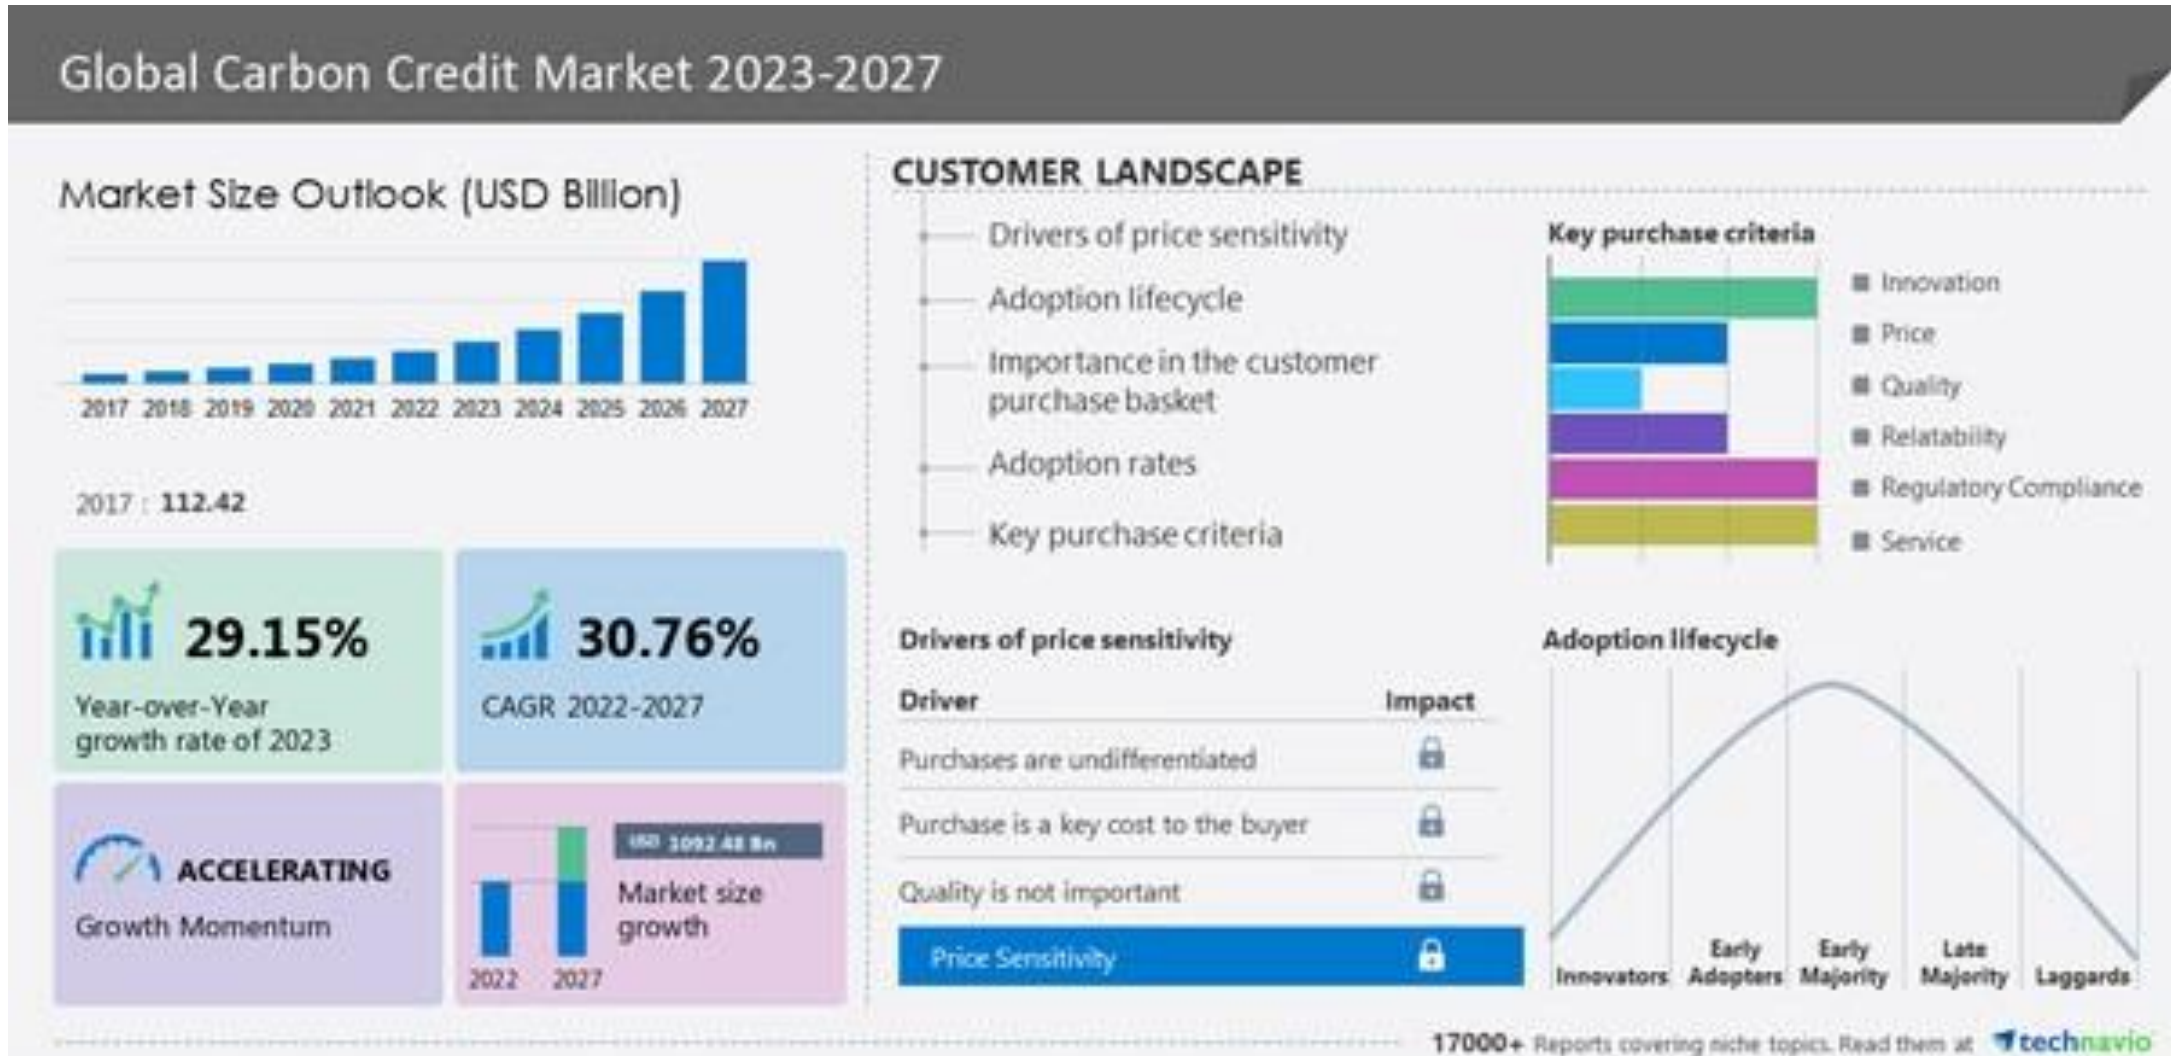 Global Carbon Credit Market 2023-2027
Market Size Outlook (USD Billion)
2017 2018 2019 2020 2021 2022 2023 2024 2025 2026 2027
2017 : 112.42
29.15%
Year-over-Year
growth rate of 2023
30.76%
CAGR 2022-2027
ACCELERATING
Growth Momentum
USD 1092.48 Bn
Market size
growth
2022 2027
CUSTOMER LANDSCAPE
Drivers of price sensitivity
Adoption lifecycle
Importance in the customer
purchase basket
Adoption rates
Key purchase criteria
Key purchase criteria
Innovation
Price
Quality
Relatability
Regulatory Compliance
Service
Drivers of price sensitivity
Driver Impact
Purchases are undifferentiated
Purchase is a key cost to the buyer
Quality is not important
Price Sensitivity
Adoption lifecycle
Innovators
Early
Adopters
Early
Majority
Late
Majority
Laggards
17000+ Reports covering niche topics. Read them at technavio